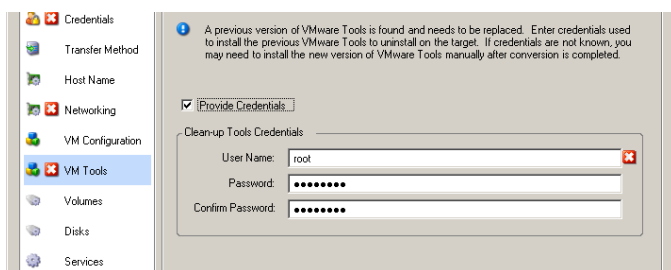 Credentials
Transfer Method
Host Name
Networking
VM Configuration
VM Tools
Volumes
Disks
Services
A previous version of VMware Tools is found and needs to be replaced. Enter credentials used
to install the previous VMware Tools to uninstall on the target. If credentials are not known, you
may need to install the new version of VMware Tools manually after conversion is completed.
Provide Credentials
Clean-up Tools Credentials
User Name: root
Password: ●●●●●●●●
Confirm Password: ●●●●●●●●